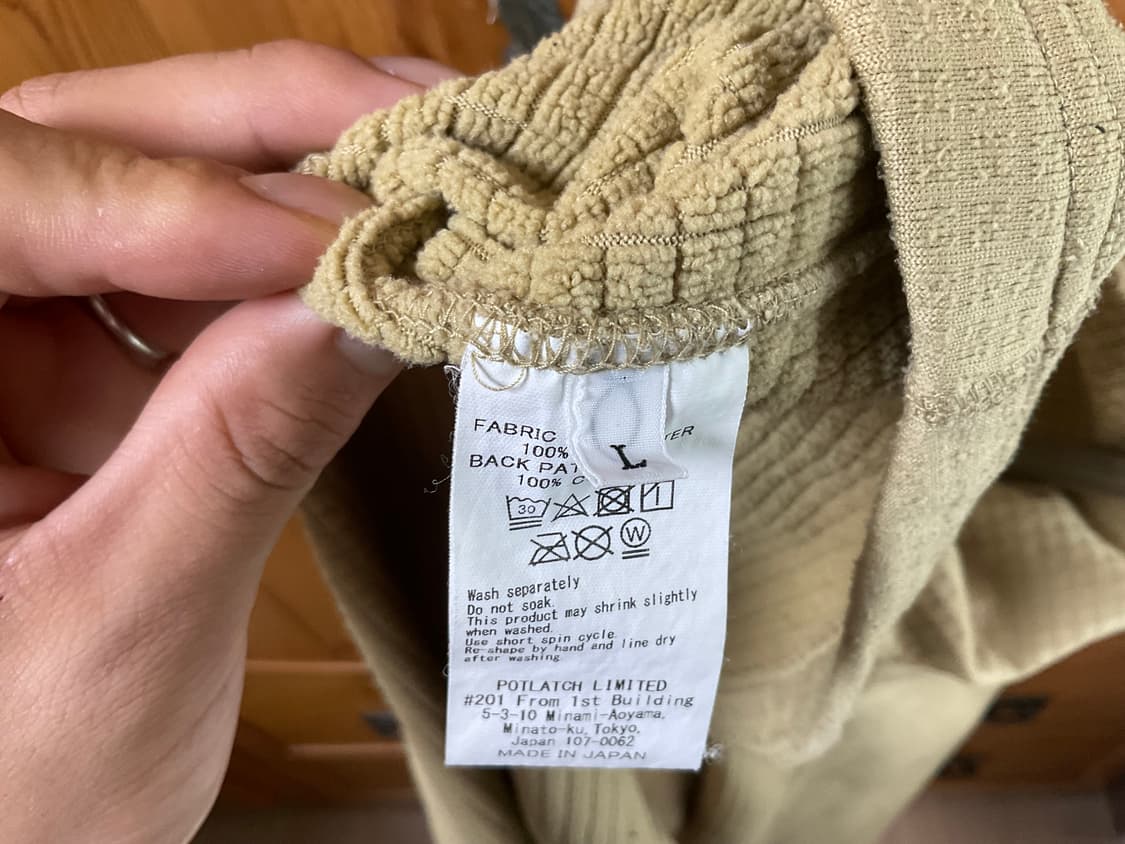 FABRIC
100%
BACK
100%
L
30
W
Wash separately
Do not soak.
This product may shrink slightly
when washed.
Use short spin cycle.
Re-shape by hand and line dry
after washing.
POTLATCH LIMITED
#201 From 1st Building
5-3-10 Minami-Aoyama,
Minato-ku, Tokyo,
Japan 107-0062
MADE IN JAPAN